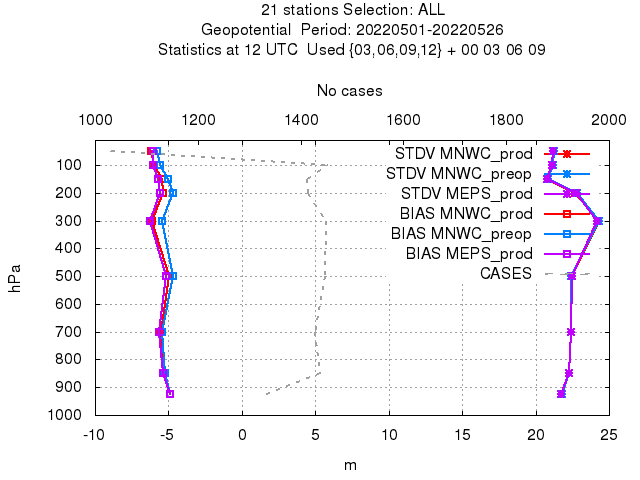 21 stations Selection: ALL
Geopotential  Period: 20220501-20220526
Statistics at 12 UTC  Used {03,06,09,12} + 00 03 06 09
No cases
1000 1200 1400 1600 1800 2000
STDV MNWC_prod
STDV MNWC_preop
STDV MEPS_prod
BIAS MNWC_prod
BIAS MNWC_preop
BIAS MEPS_prod
CASES
hPa
100
200
300
400
500
600
700
800
900
1000
-10 -5 0 5 10 15 20 25
m